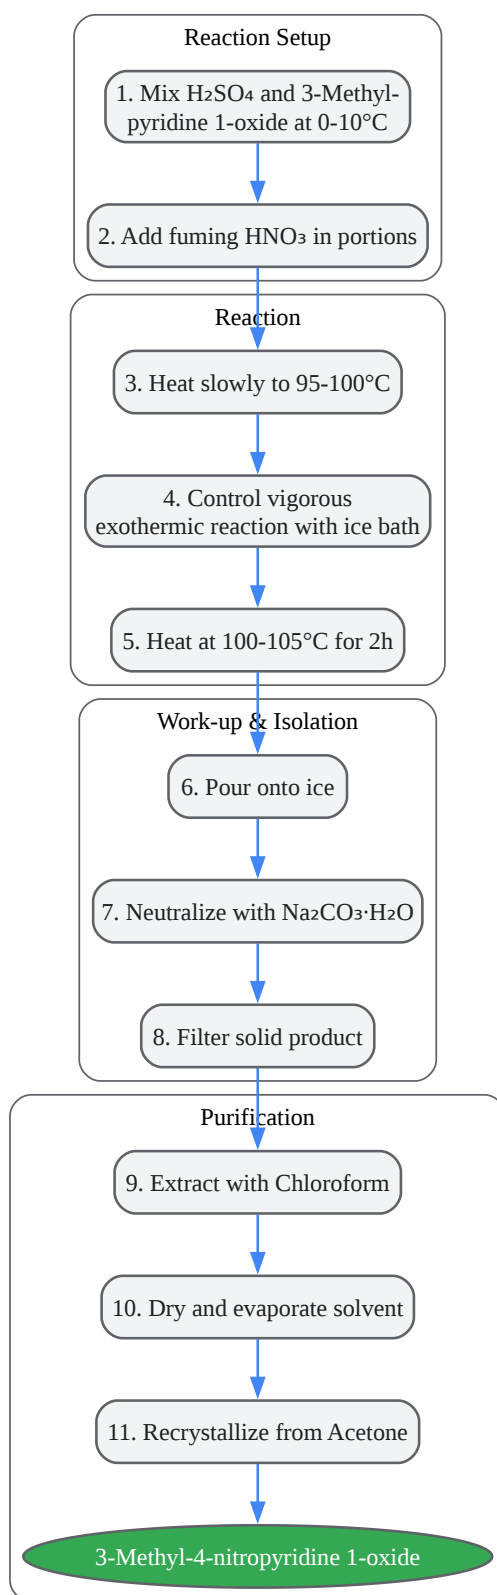 Reaction Setup
1. Mix H₂SO₄ and 3-Methyl-
pyridine 1-oxide at 0-10°C
2. Add fuming HNO₃ in portions
Reaction
3. Heat slowly to 95-100°C
4. Control vigorous
exothermic reaction with ice bath
5. Heat at 100-105°C for 2h
Work-up & Isolation
6. Pour onto ice
7. Neutralize with Na₂CO₃·H₂O
8. Filter solid product
Purification
9. Extract with Chloroform
10. Dry and evaporate solvent
11. Recrystallize from Acetone
3-Methyl-4-nitropyridine 1-oxide